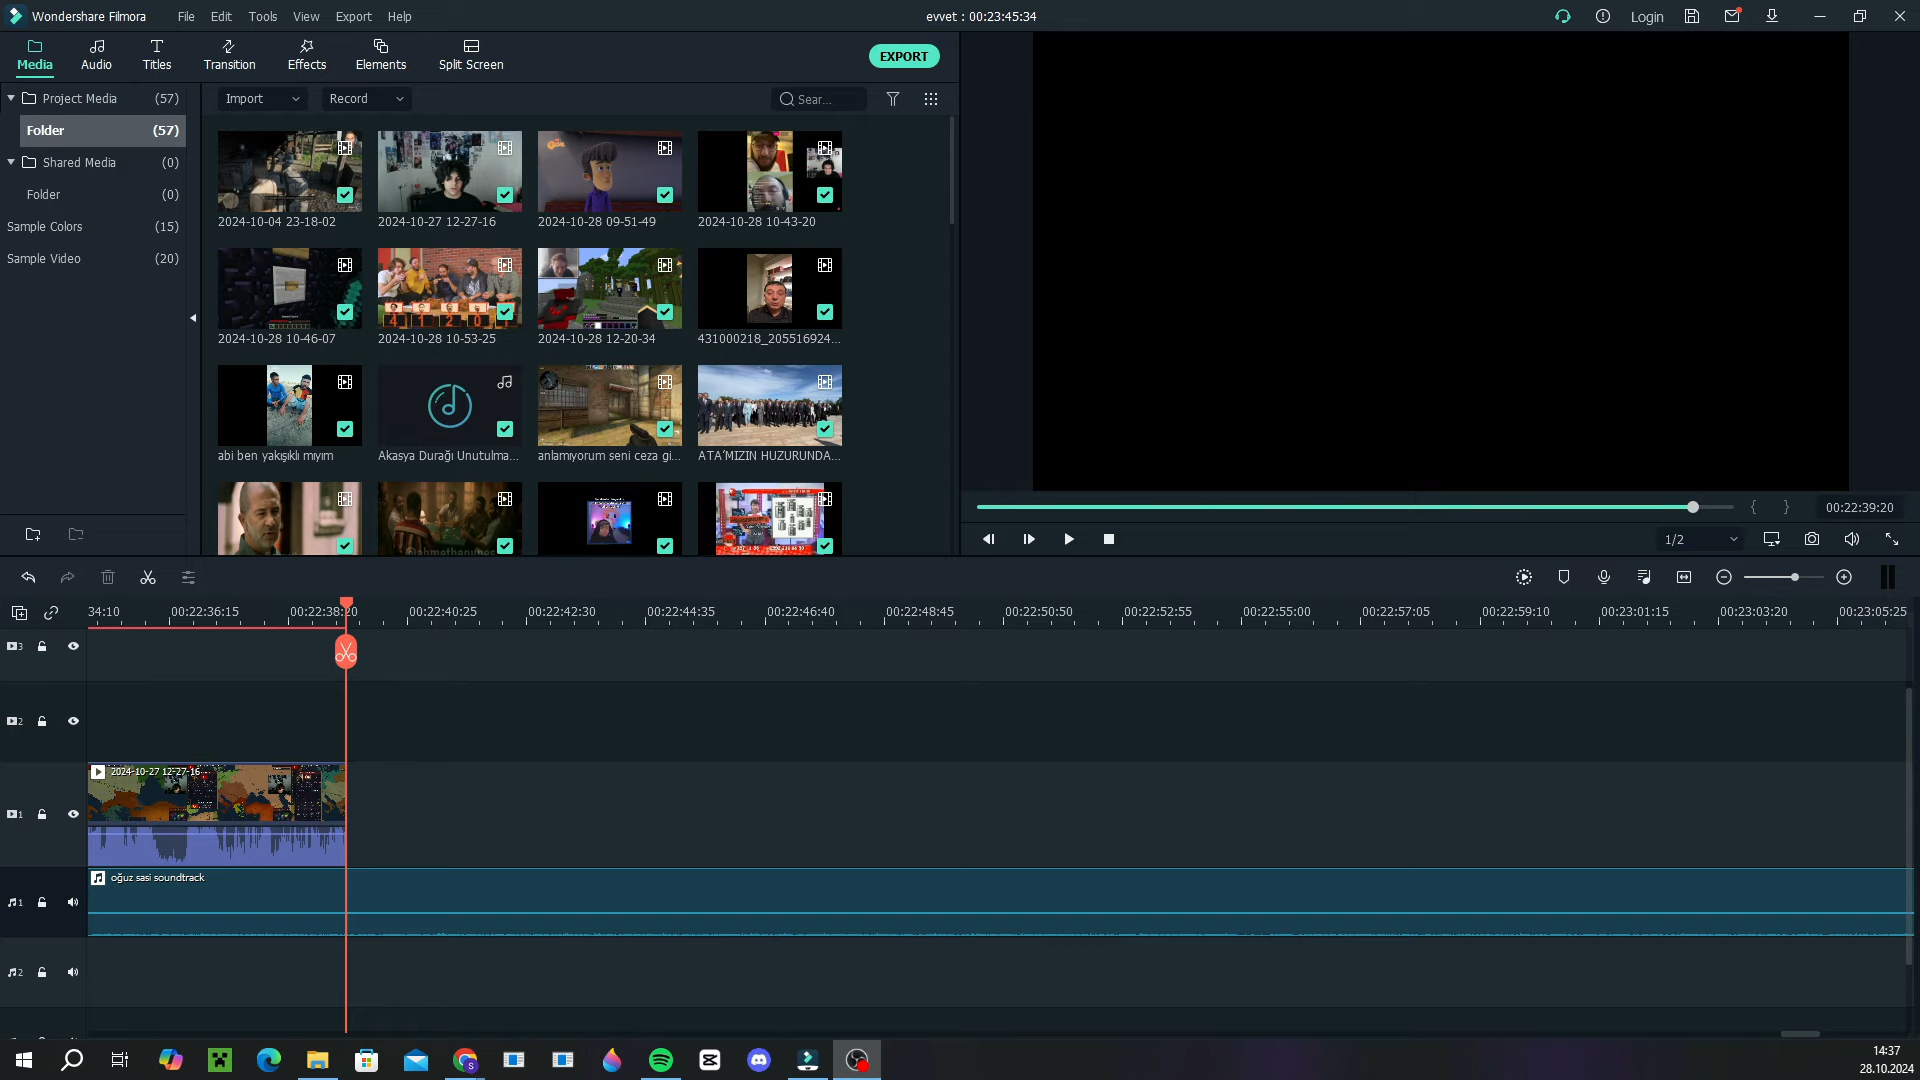 Wondershare Filmora File Edit Tools View Export Help evvet : 00:23:45:34 Login
Media Audio Titles Transition Effects Elements Split Screen EXPORT
Project Media (57)
Folder (57)
Shared Media (0)
Folder (0)
Sample Colors (15)
Sample Video (20)
Import Record Sear...
2024-10-04 23-18-02 2024-10-27 12-27-16 2024-10-28 09-51-49 2024-10-28 10-43-20
2024-10-28 10-46-07 2024-10-28 10-53-25 2024-10-28 12-20-34 431000218_205516924...
abi ben yakışıklı mıyım Akasya Durağı Unutulma... anlamıyorum seni ceza gi... ATA'MIZIN HUZURUNDA...
@ahmethegunes
00:22:39:20
1/2
34:10 00:22:36:15 00:22:38:20 00:22:40:25 00:22:42:30 00:22:44:35 00:22:46:40 00:22:48:45 00:22:50:50 00:22:52:55 00:22:55:00 00:22:57:05 00:22:59:10 00:23:01:15 00:23:03:20 00:23:05:25
3
2
2024-10-27 12-27-16
1
oğuz sasi soundtrack
1
2
14:37
28.10.2024